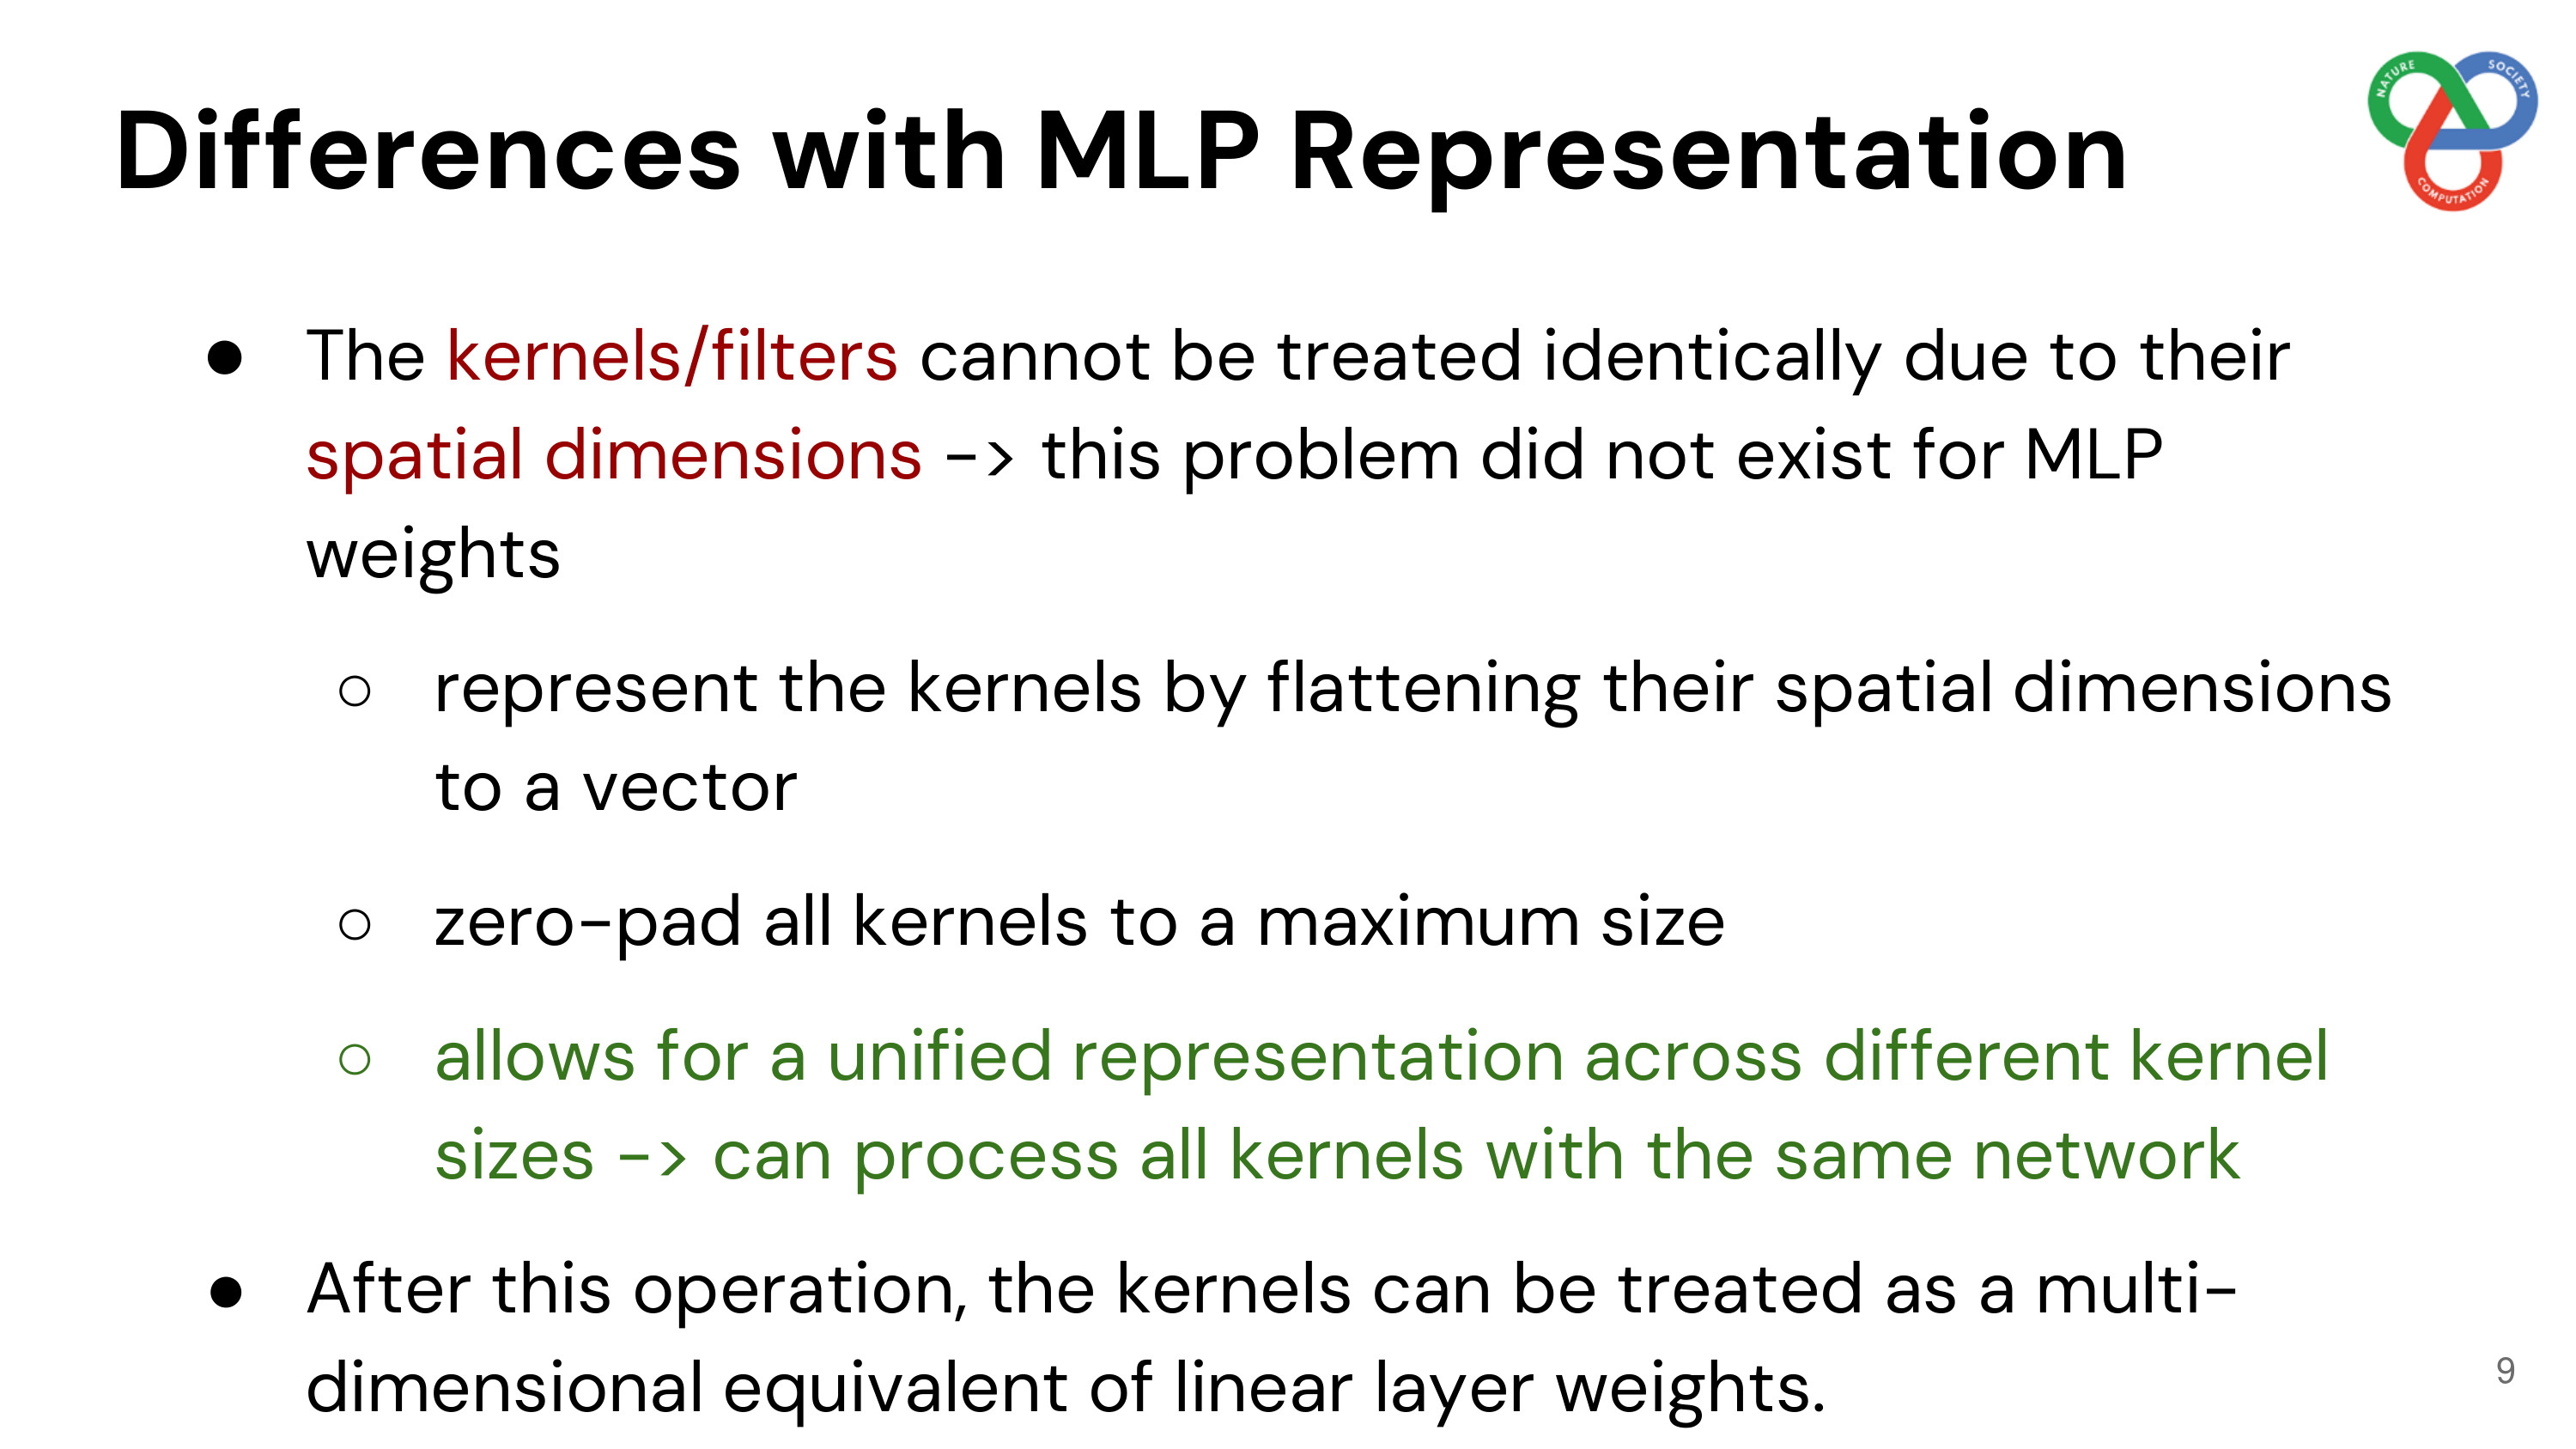 Differences with MLP Representation
NATURE
SOCIETY
COMPUTATION
● The kernels/filters cannot be treated identically due to their
spatial dimensions -> this problem did not exist for MLP
weights
○ represent the kernels by flattening their spatial dimensions
to a vector
○ zero-pad all kernels to a maximum size
○ allows for a unified representation across different kernel
sizes -> can process all kernels with the same network
● After this operation, the kernels can be treated as a multi-
dimensional equivalent of linear layer weights.
9